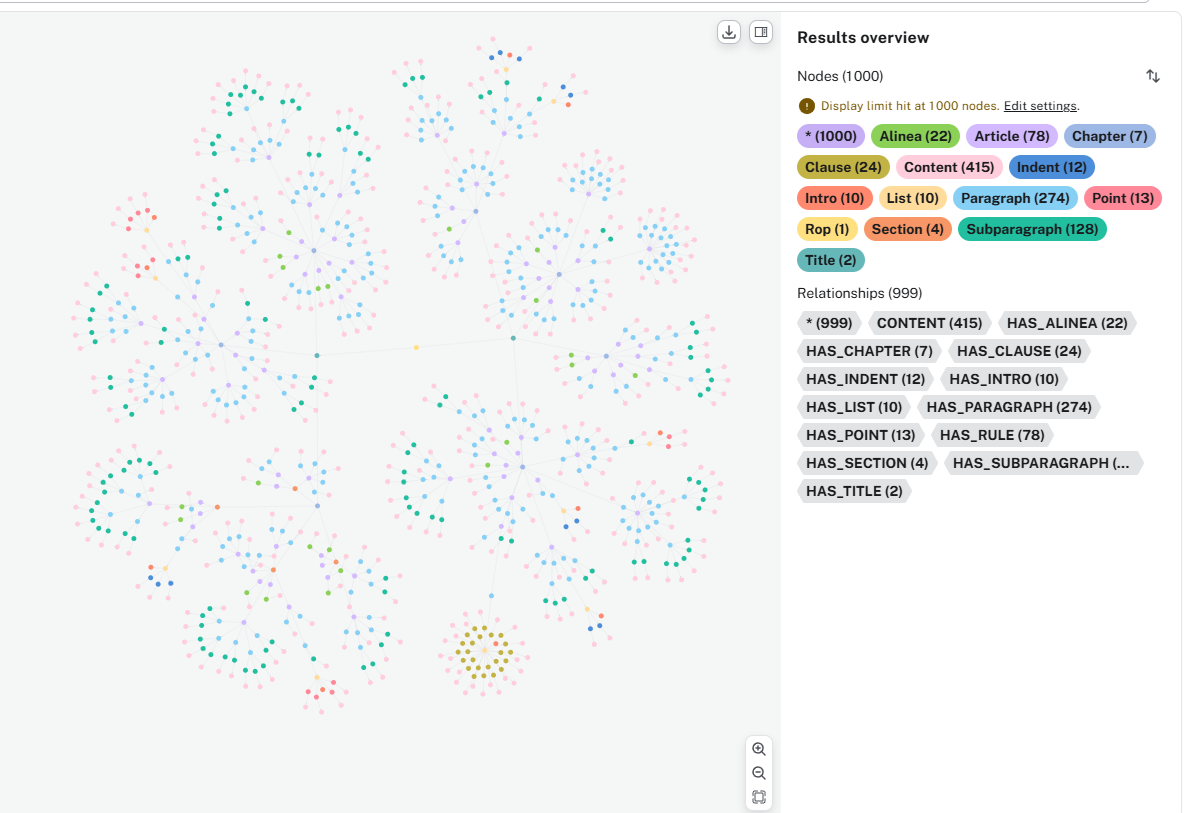 Results overview
Nodes (1000)
Display limit hit at 1000 nodes. Edit settings.
* (1000) Alinea (22) Article (78) Chapter (7)
Clause (24) Content (415) Indent (12)
Intro (10) List (10) Paragraph (274) Point (13)
Rop (1) Section (4) Subparagraph (128)
Title (2)
Relationships (999)
* (999) CONTENT (415) HAS_ALINEA (22)
HAS_CHAPTER (7) HAS_CLAUSE (24)
HAS_INDENT (12) HAS_INTRO (10)
HAS_LIST (10) HAS_PARAGRAPH (274)
HAS_POINT (13) HAS_RULE (78)
HAS_SECTION (4) HAS_SUBPARAGRAPH (...
HAS_TITLE (2)